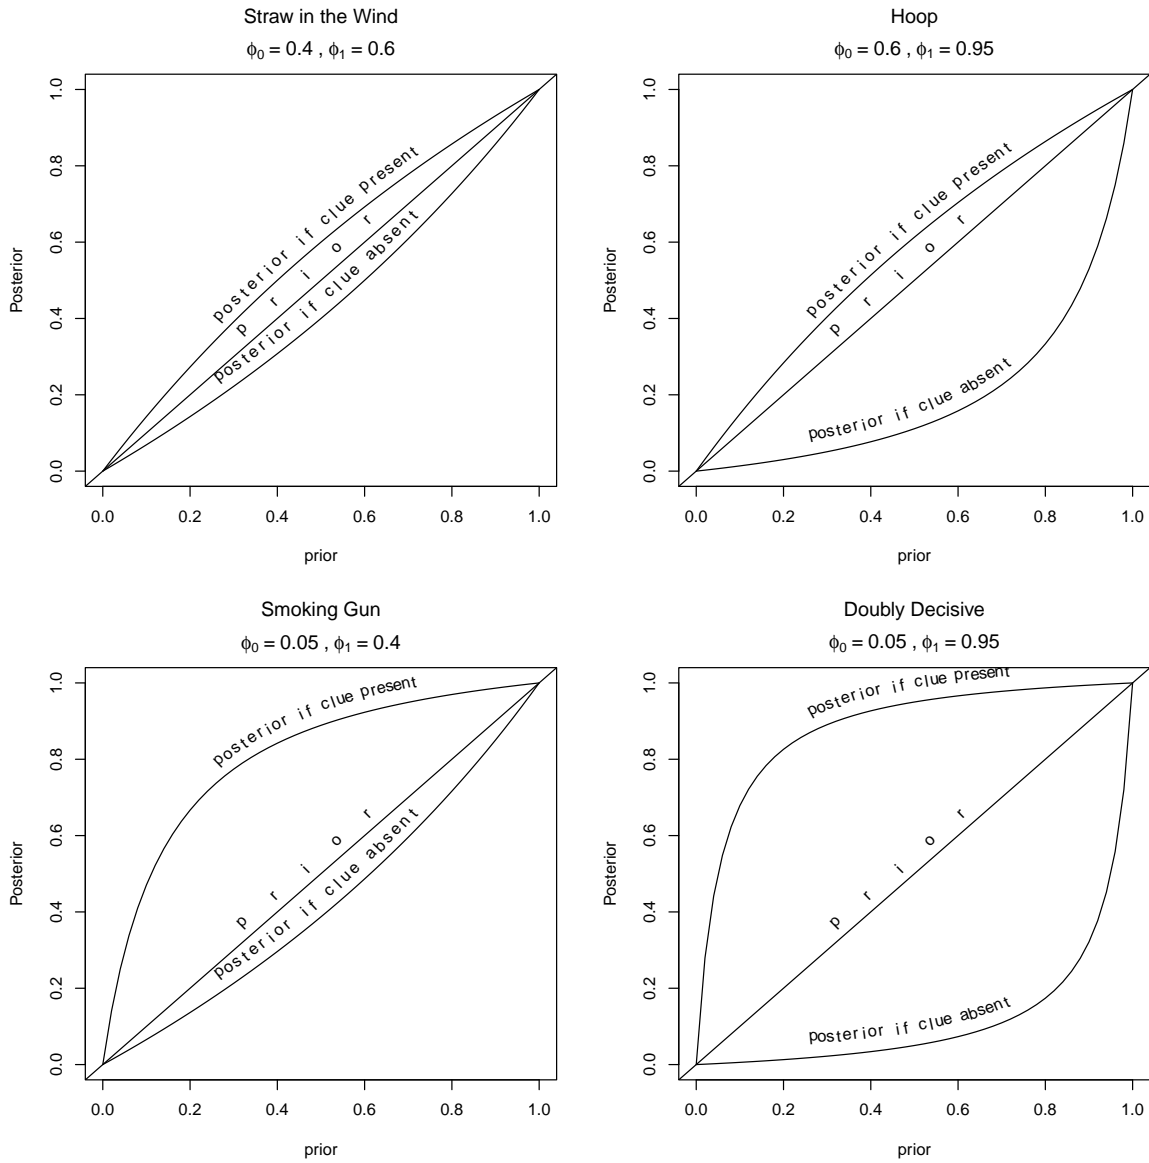 Straw in the Wind
ϕ0 = 0.4 , ϕ1 = 0.6
Posterior
1.0
0.8
0.6
0.4
0.2
0.0
posterior if clue present
prior
posterior if clue absent
0.0 0.2 0.4 0.6 0.8 1.0
prior
Hoop
ϕ0 = 0.6 , ϕ1 = 0.95
Posterior
1.0
0.8
0.6
0.4
0.2
0.0
posterior if clue present
prior
posterior if clue absent
0.0 0.2 0.4 0.6 0.8 1.0
prior
Smoking Gun
ϕ0 = 0.05 , ϕ1 = 0.4
Posterior
1.0
0.8
0.6
0.4
0.2
0.0
posterior if clue present
prior
posterior if clue absent
0.0 0.2 0.4 0.6 0.8 1.0
prior
Doubly Decisive
ϕ0 = 0.05 , ϕ1 = 0.95
Posterior
1.0
0.8
0.6
0.4
0.2
0.0
posterior if clue present
prior
posterior if clue absent
0.0 0.2 0.4 0.6 0.8 1.0
prior